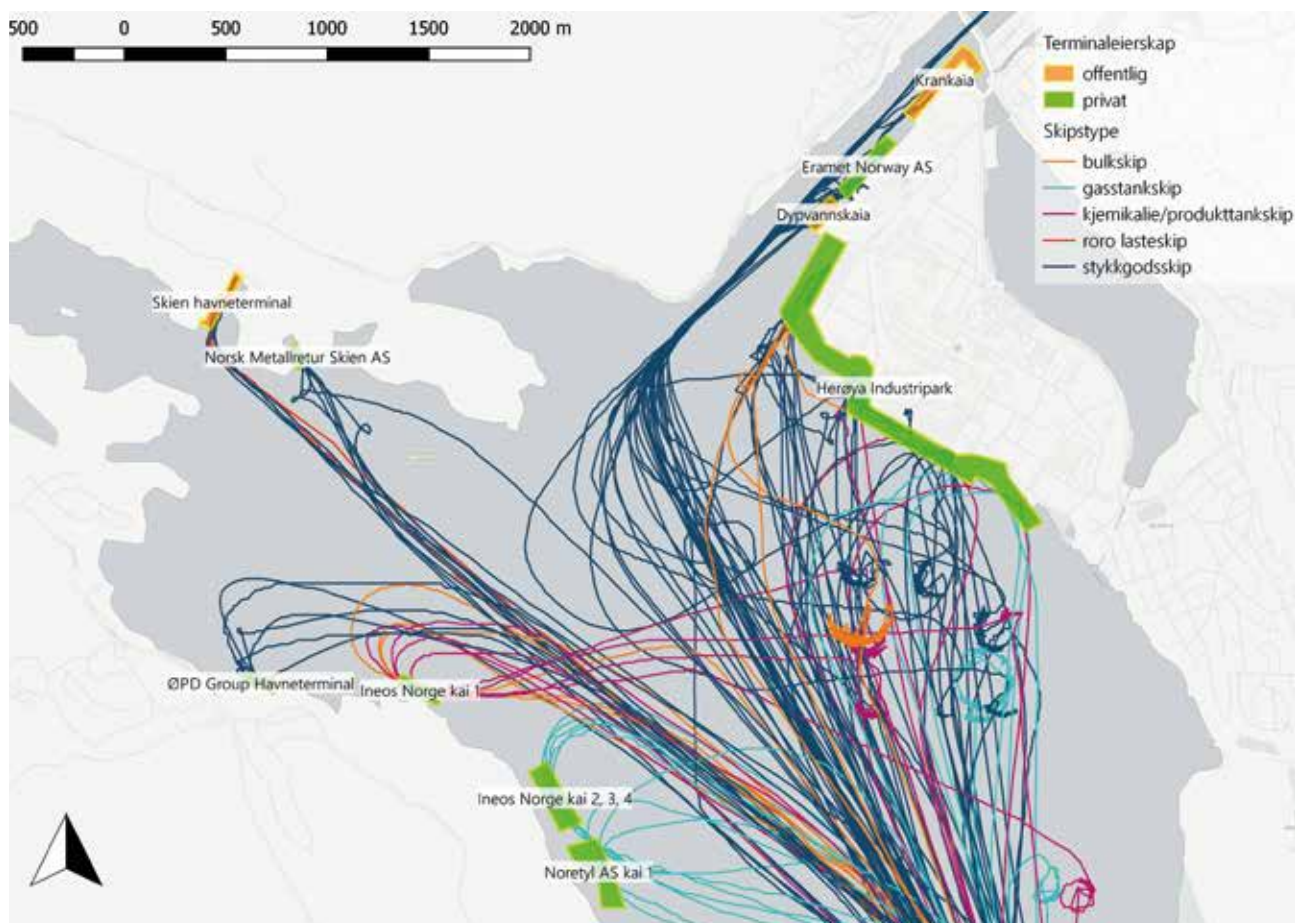 500 0 500 1000 1500 2000 m
Terminaleierskap
offentlig
privat
Skipstype
bulkskip
gasstankskip
kjemikalie/produkttankskip
roro lasteskip
stykkgodsskip
Krankaia
Eramet Norway AS
Dypvannskaia
Skien havneterminal
Norsk Metallretur Skien AS
Herøya Industripark
ØPD Group Havneterminal
Ineos Norge kai 1
Ineos Norge kai 2, 3, 4
Noretyl AS kai 1